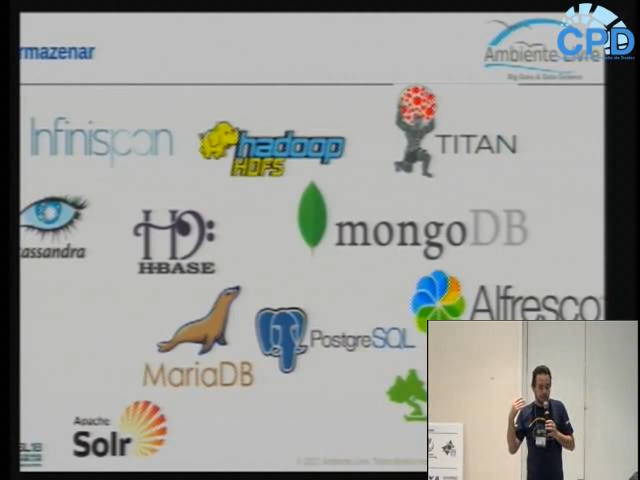 rmazenar
Ambiente Livre
Big Data & Data Science
CPD
Infinispan
hadoop
HDFS
TITAN
cassandra
HBASE
mongoDB
Alfresco
MariaDB
PostgreSQL
Apache
Solr